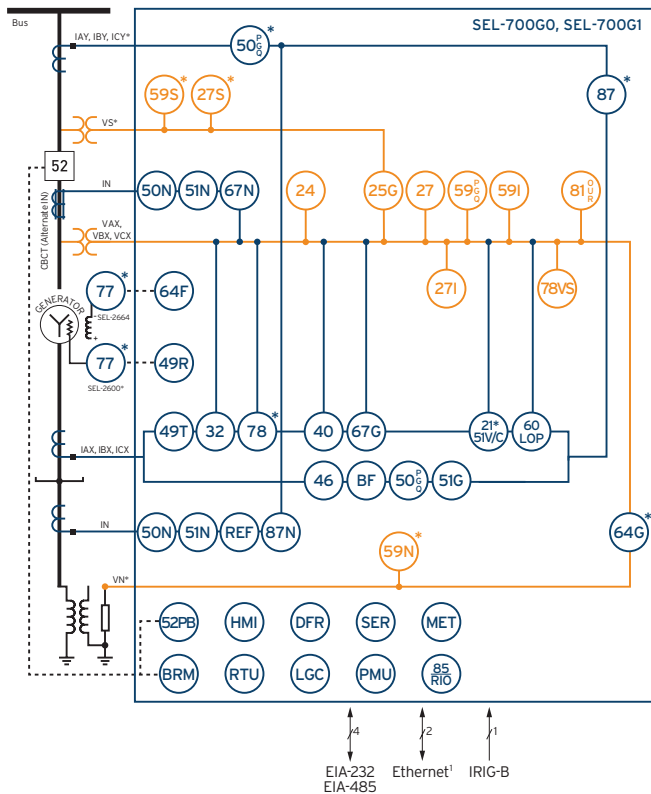 Bus
IAY, IBY, ICY*
50 P G Q *
SEL-700G0, SEL-700G1
59S *
27S *
87 *
VS*
52
IN
50N
51N
67N
24
25G
27
59 P G Q
59I
81 O U R
CBCT (Alternate IN)
VAX,
VBX, VCX
27I
78VS
GENERATOR
77 *
64F
-
SEL-2664
+
77 *
49R
SEL-2600*
49T
32
78 *
40
67G
21*
51V/C
60
LOP
IAX, IBX, ICX
46
BF
50 P G Q
51G
IN
50N
51N
REF
87N
64G *
59N *
VN*
52PB
HMI
DFR
SER
MET
BRM
RTU
LGC
PMU
85
RIO
4
2
1
EIA-232
EIA-485
Ethernet¹
IRIG-B